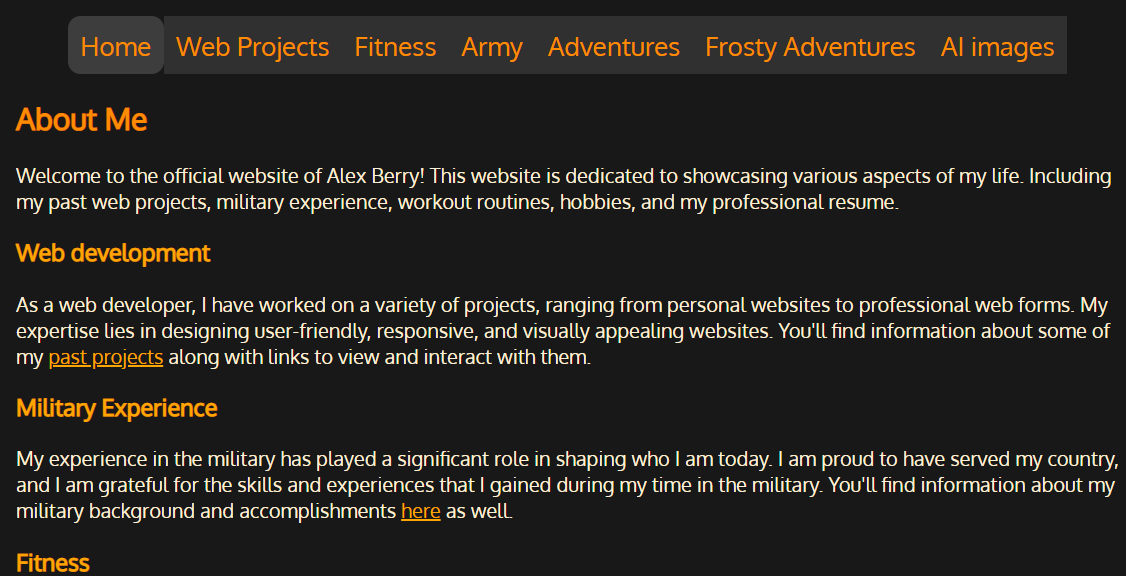 Home Web Projects Fitness Army Adventures Frosty Adventures AI images
About Me
Welcome to the official website of Alex Berry! This website is dedicated to showcasing various aspects of my life. Including
my past web projects, military experience, workout routines, hobbies, and my professional resume.
Web development
As a web developer, I have worked on a variety of projects, ranging from personal websites to professional web forms. My
expertise lies in designing user-friendly, responsive, and visually appealing websites. You'll find information about some of
my past projects along with links to view and interact with them.
Military Experience
My experience in the military has played a significant role in shaping who I am today. I am proud to have served my country,
and I am grateful for the skills and experiences that I gained during my time in the military. You'll find information about my
military background and accomplishments here as well.
Fitness